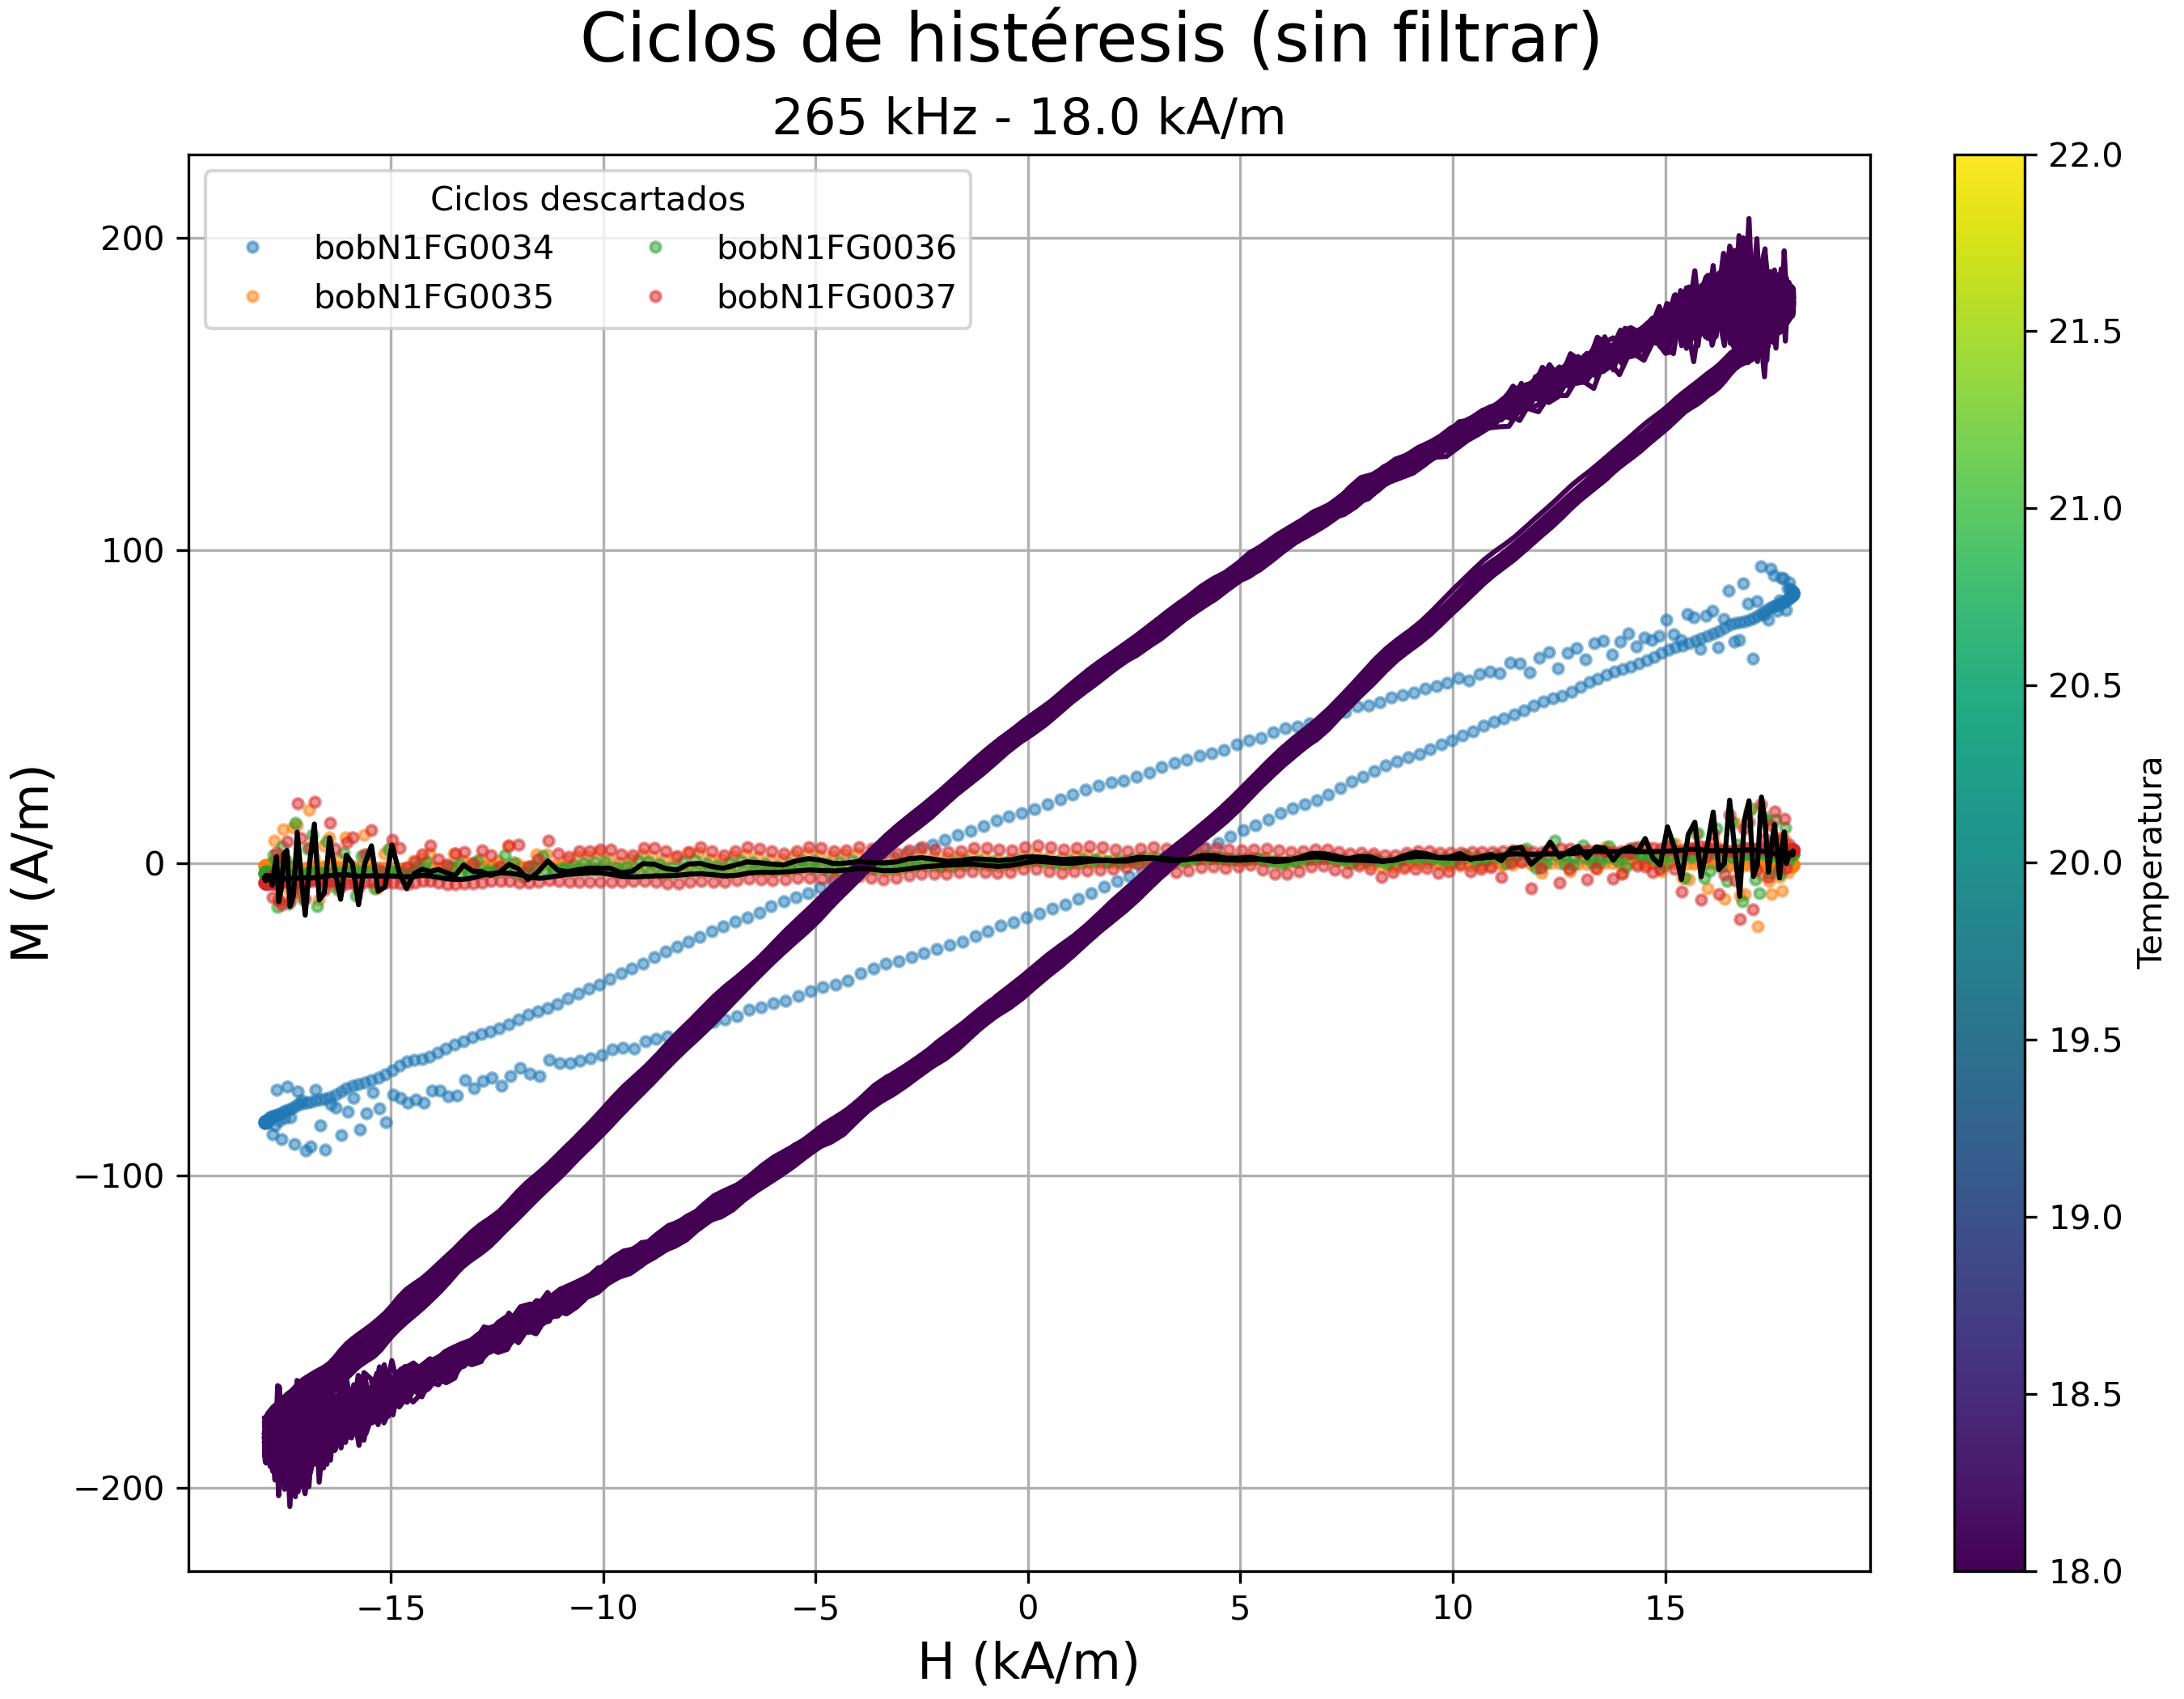 Ciclos de histéresis (sin filtrar)
265 kHz - 18.0 kA/m
Ciclos descartados
bobN1FG0034 bobN1FG0036
bobN1FG0035 bobN1FG0037
M (A/m)
200
100
0
−100
−200
−15 −10 −5 0 5 10 15
H (kA/m)
22.0
21.5
21.0
20.5
20.0
19.5
19.0
18.5
18.0
Temperatura